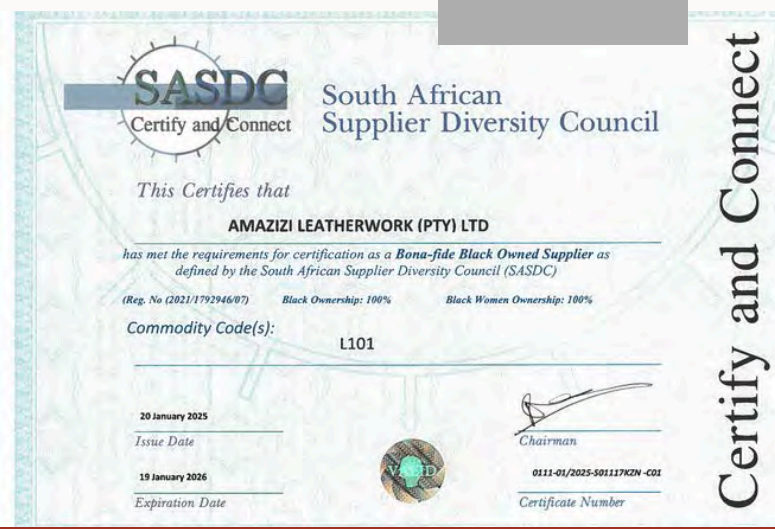 SASDC
Certify and Connect
South African
Supplier Diversity Council
This Certifies that
AMAZIZI LEATHERWORK (PTY) LTD
has met the requirements for certification as a Bona-fide Black Owned Supplier as
defined by the South African Supplier Diversity Council (SASDC)
(Reg. No (2021/1792946/07) Black Ownership: 100% Black Women Ownership: 100%
Commodity Code(s):
L101
20 January 2025
Issue Date
Chairman
19 January 2026
Expiration Date
VALID
0111-01/2025-S01117KZN -C01
Certificate Number
Certify and Connect